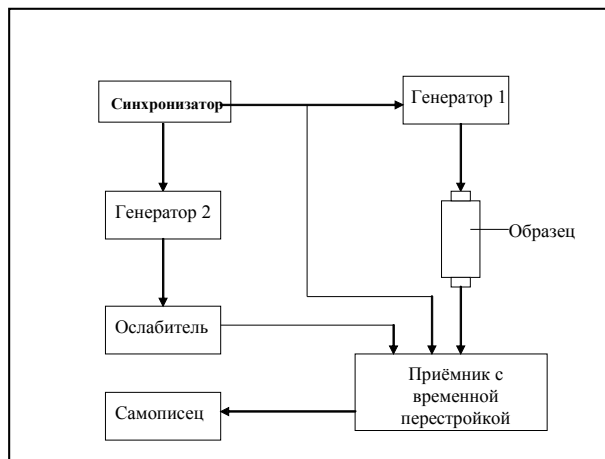 Синхронизатор
Генератор 1
Генератор 2
Образец
Ослабитель
Приёмник с
временной
перестройкой
Самописец